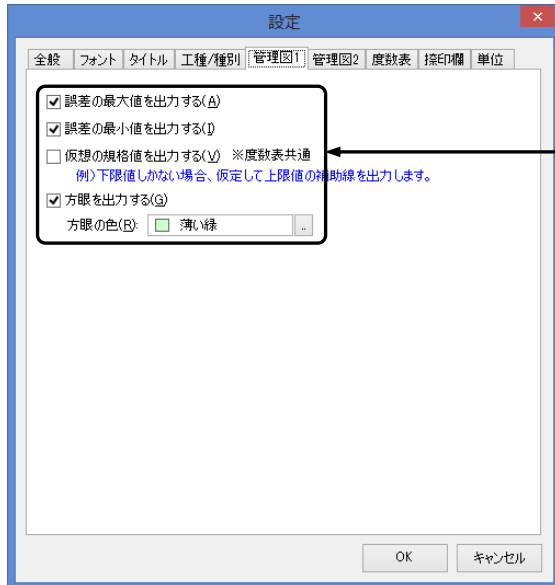 設定
全般 フォント タイトル 工種/種別 管理図1 管理図2 度数表 捺印欄 単位
誤差の最大値を出力する(A)
誤差の最小値を出力する(I)
仮想の規格値を出力する(V) ※度数表共通
例)下限値しかない場合、仮定して上限値の補助線を出力します。
方眼を出力する(G)
方眼の色(R): 薄い緑 ..
OK キャンセル